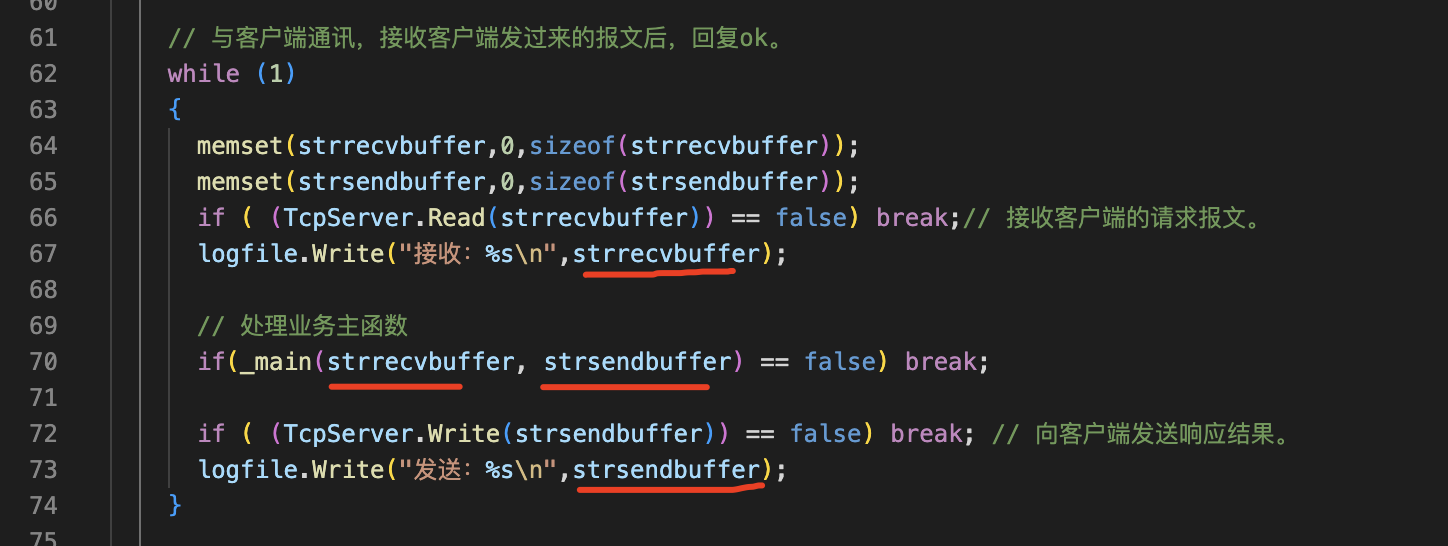 60
61 // 与客户端通讯，接收客户端发过来的报文后，回复ok。
62 while (1)
63 {
64 memset(strrecvbuffer,0,sizeof(strrecvbuffer));
65 memset(strsendbuffer,0,sizeof(strsendbuffer));
66 if ( (TcpServer.Read(strrecvbuffer)) == false) break;// 接收客户端的请求报文。
67 logfile.Write("接收：%s\n",strrecvbuffer);
68
69 // 处理业务主函数
70 if(_main(strrecvbuffer, strsendbuffer) == false) break;
71
72 if ( (TcpServer.Write(strsendbuffer)) == false) break; // 向客户端发送响应结果。
73 logfile.Write("发送：%s\n",strsendbuffer);
74 }
75